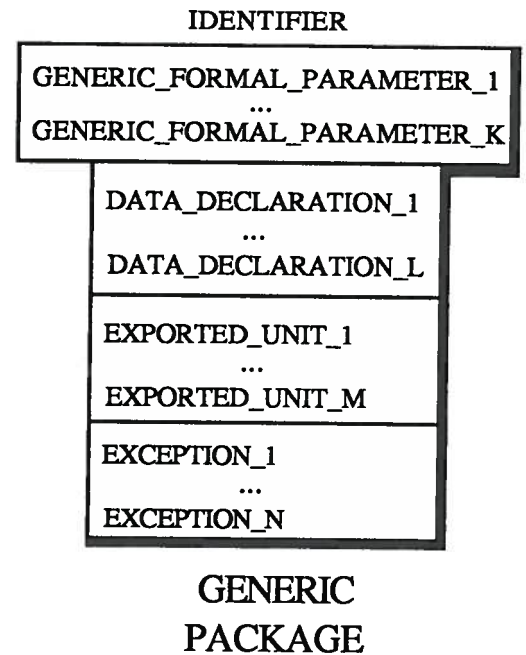 IDENTIFIER
GENERIC_FORMAL_PARAMETER_1
...
GENERIC_FORMAL_PARAMETER_K
DATA_DECLARATION_1
...
DATA_DECLARATION_L
EXPORTED_UNIT_1
...
EXPORTED_UNIT_M
EXCEPTION_1
...
EXCEPTION_N
GENERIC
PACKAGE